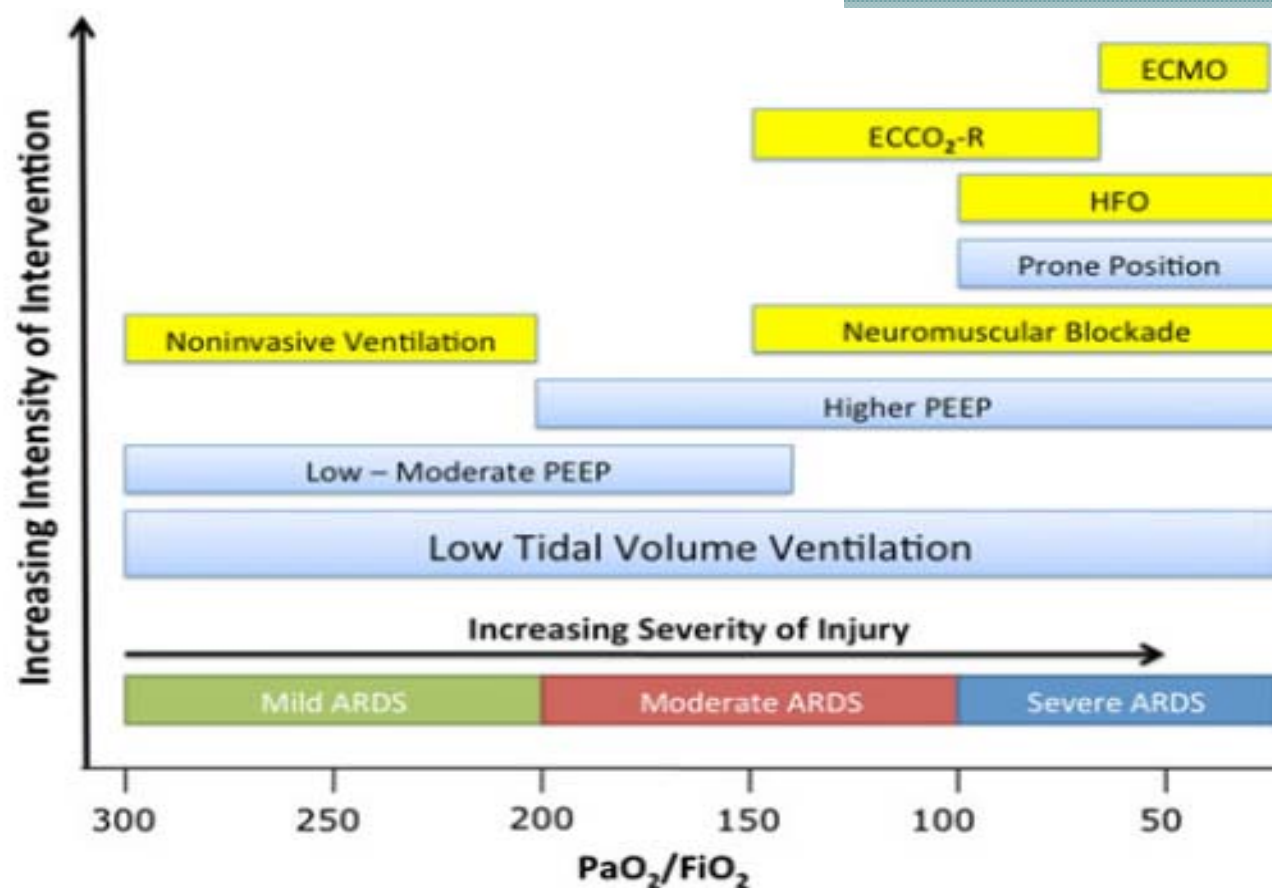 Increasing Intensity of Intervention
ECMO
ECCO₂-R
HFO
Prone Position
Noninvasive Ventilation
Neuromuscular Blockade
Higher PEEP
Low – Moderate PEEP
Low Tidal Volume Ventilation
Increasing Severity of Injury
Mild ARDS
Moderate ARDS
Severe ARDS
300 250 200 150 100 50
PaO₂/FiO₂